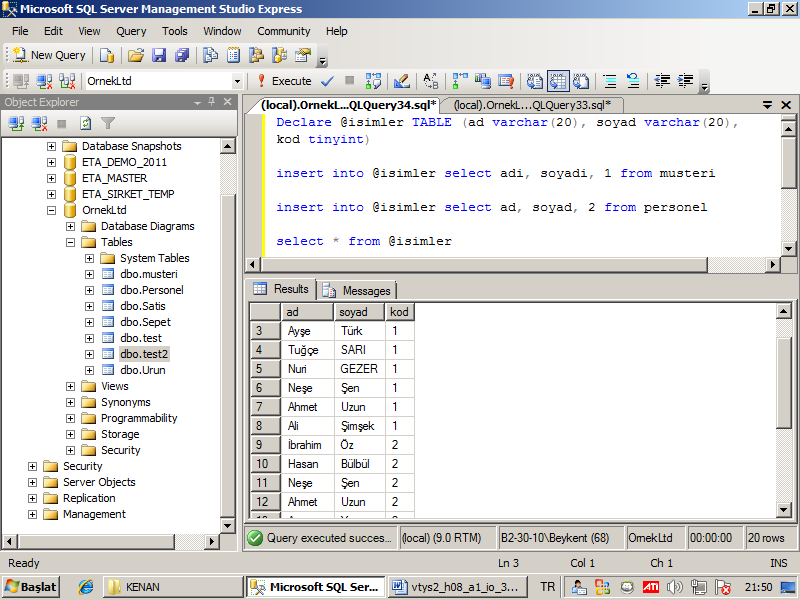 Microsoft SQL Server Management Studio Express
File Edit View Query Tools Window Community Help
New Query
OrnekLtd Execute
Object Explorer
(local).OrnekL...QLQuery34.sql* (local).OrnekL...QLQuery33.sql*
Database Snapshots
ETA_DEMO_2011
ETA_MASTER
ETA_SIRKET_TEMP
OrnekLtd
Database Diagrams
Tables
System Tables
dbo.musteri
dbo.Personel
dbo.Satis
dbo.Sepet
dbo.test
dbo.test2
dbo.Urun
Views
Synonyms
Programmability
Storage
Security
Security
Server Objects
Replication
Management
Declare @isimler TABLE (ad varchar(20), soyad varchar(20),
kod tinyint)
insert into @isimler select adi, soyadi, 1 from musteri
insert into @isimler select ad, soyad, 2 from personel
select * from @isimler
Results Messages
ad soyad kod
3 Ayşe Türk 1
4 Tuğçe SARI 1
5 Nuri GEZER 1
6 Neşe Şen 1
7 Ahmet Uzun 1
8 Ali Şimşek 1
9 İbrahim Öz 2
10 Hasan Bülbül 2
11 Neşe Şen 2
12 Ahmet Uzun 2
Query executed succes... (local) (9.0 RTM) B2-30-10\Beykent (68) OrnekLtd 00:00:00 20 rows
Ready Ln 3 Col 1 Ch 1 INS
Başlat KENAN Microsoft SQL Ser... vtys2_h08_a1_io_3... TR ATI 21:50